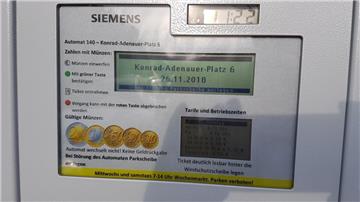 SIEMENS
11:22
Automat 140 – Konrad-Adenauer-Platz 6
Zahlen mit Münzen:
Münzen einwerfen
Mit grüner Taste
bestätigen
Ticket entnehmen
Vorgang kann mit der roten Taste abgebrochen
werden.
Konrad-Adenauer-Platz 6
26.11.2018
Gültige Münzen:
Tarife und Betriebszeiten
Automat wechselt nicht! Keine Geldrückgabe
Bei Störung des Automaten Parkscheibe
Ticket deutlich lesbar hinter die
Windschutzscheibe legen
Mittwochs und samstags 7-14 Uhr Wochenmarkt. Parken verboten!